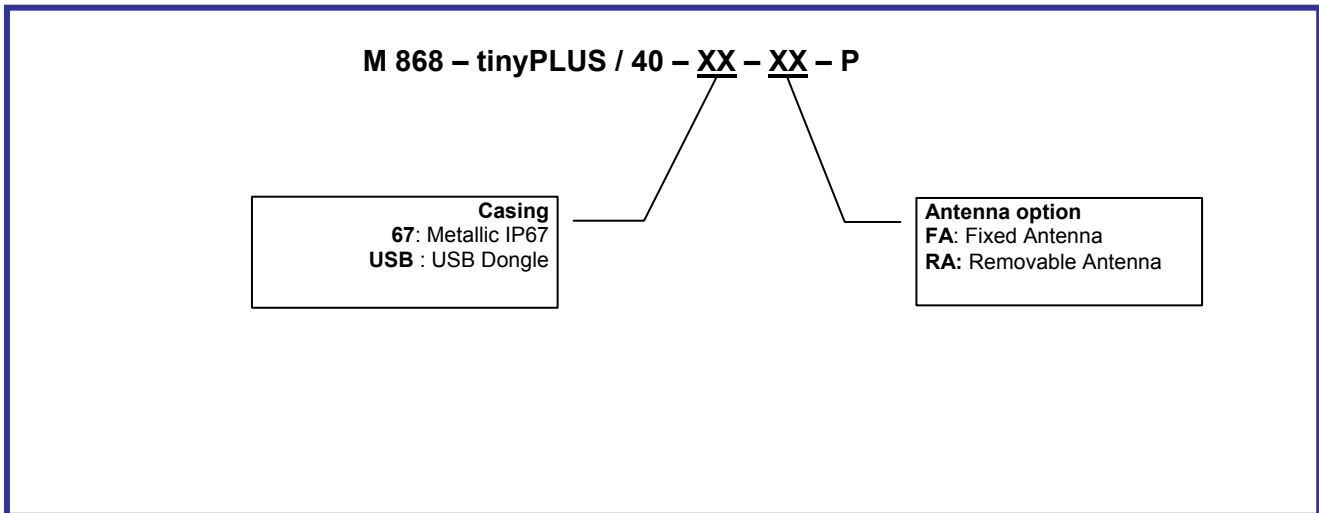 M 868 – tinyPLUS / 40 – XX – XX – P
Casing
67: Metallic IP67
USB : USB Dongle
Antenna option
FA: Fixed Antenna
RA: Removable Antenna